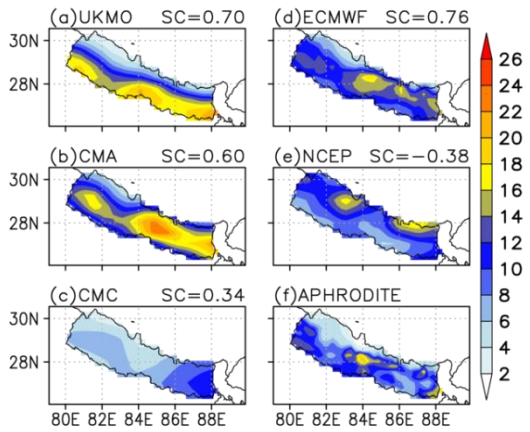 (a)UKMO SC=0.70
(d)ECMWF SC=0.76
30N
28N
(b)CMA SC=0.60
(e)NCEP SC=−0.38
30N
28N
(c)CMC SC=0.34
(f)APHRODITE
30N
28N
80E 82E 84E 86E 88E
80E 82E 84E 86E 88E
26
24
22
20
18
16
14
12
10
8
6
4
2